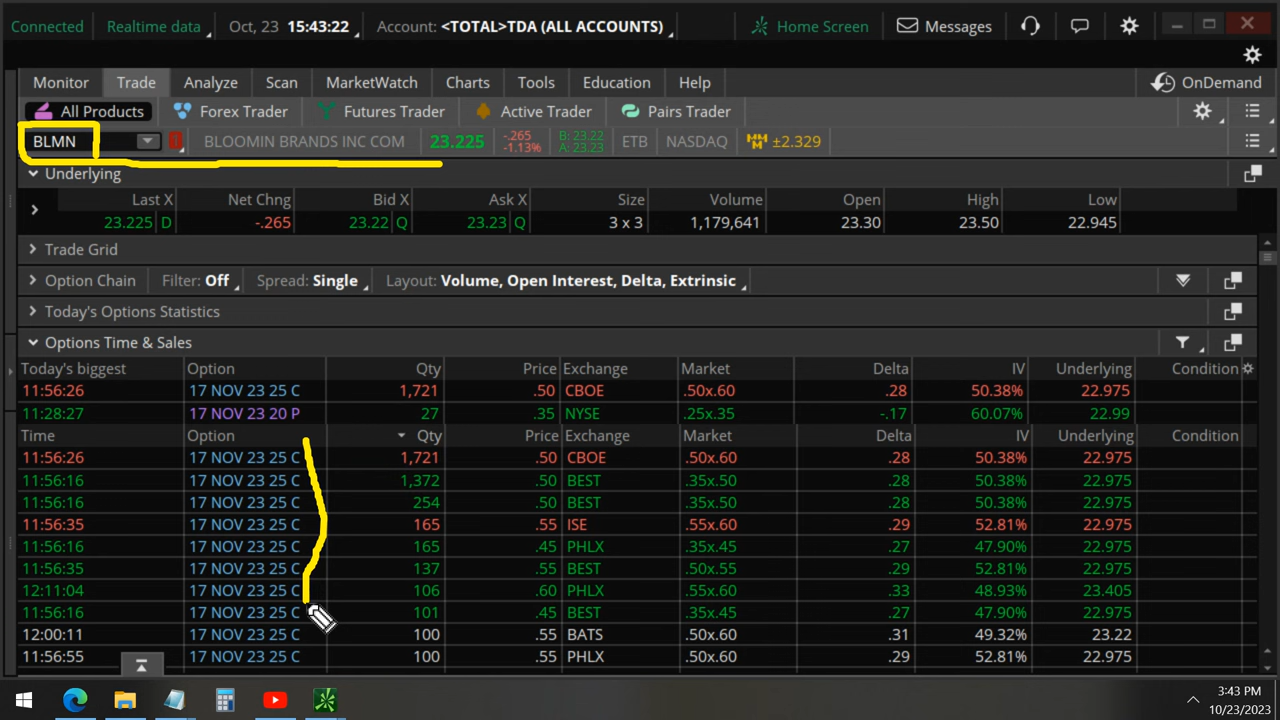 Connected Realtime data Oct, 23 15:43:22 Account: <TOTAL>TDA (ALL ACCOUNTS) Home Screen Messages
Monitor Trade Analyze Scan MarketWatch Charts Tools Education Help OnDemand
All Products Forex Trader Futures Trader Active Trader Pairs Trader
BLMN BLOOMIN BRANDS INC COM 23.225 -.265 -1.13% B: 23.22 A: 23.23 ETB NASDAQ ±2.329
Underlying
Last X Net Chng Bid X Ask X Size Volume Open High Low
23.225 D -.265 23.22 Q 23.23 Q 3 x 3 1,179,641 23.30 23.50 22.945
Trade Grid
Option Chain Filter: Off Spread: Single Layout: Volume, Open Interest, Delta, Extrinsic
Today's Options Statistics
Options Time & Sales
Today's biggest Option Qty Price Exchange Market Delta IV Underlying Condition
11:56:26 17 NOV 23 25 C 1,721 .50 CBOE .50x.60 .28 50.38% 22.975
11:28:27 17 NOV 23 20 P 27 .35 NYSE .25x.35 -.17 60.07% 22.99
Time Option Qty Price Exchange Market Delta IV Underlying Condition
11:56:26 17 NOV 23 25 C 1,721 .50 CBOE .50x.60 .28 50.38% 22.975
11:56:16 17 NOV 23 25 C 1,372 .50 BEST .35x.50 .28 50.38% 22.975
11:56:16 17 NOV 23 25 C 254 .50 BEST .35x.50 .28 50.38% 22.975
11:56:35 17 NOV 23 25 C 165 .55 ISE .55x.60 .29 52.81% 22.975
11:56:16 17 NOV 23 25 C 165 .45 PHLX .35x.45 .27 47.90% 22.975
11:56:35 17 NOV 23 25 C 137 .55 BEST .50x.55 .29 52.81% 22.975
12:11:04 17 NOV 23 25 C 106 .60 PHLX .55x.60 .33 48.93% 23.405
11:56:16 17 NOV 23 25 C 101 .45 BEST .35x.45 .27 47.90% 22.975
12:00:11 17 NOV 23 25 C 100 .55 BATS .50x.60 .31 49.32% 23.22
11:56:55 17 NOV 23 25 C 100 .55 PHLX .50x.60 .29 52.81% 22.975
3:43 PM
10/23/2023